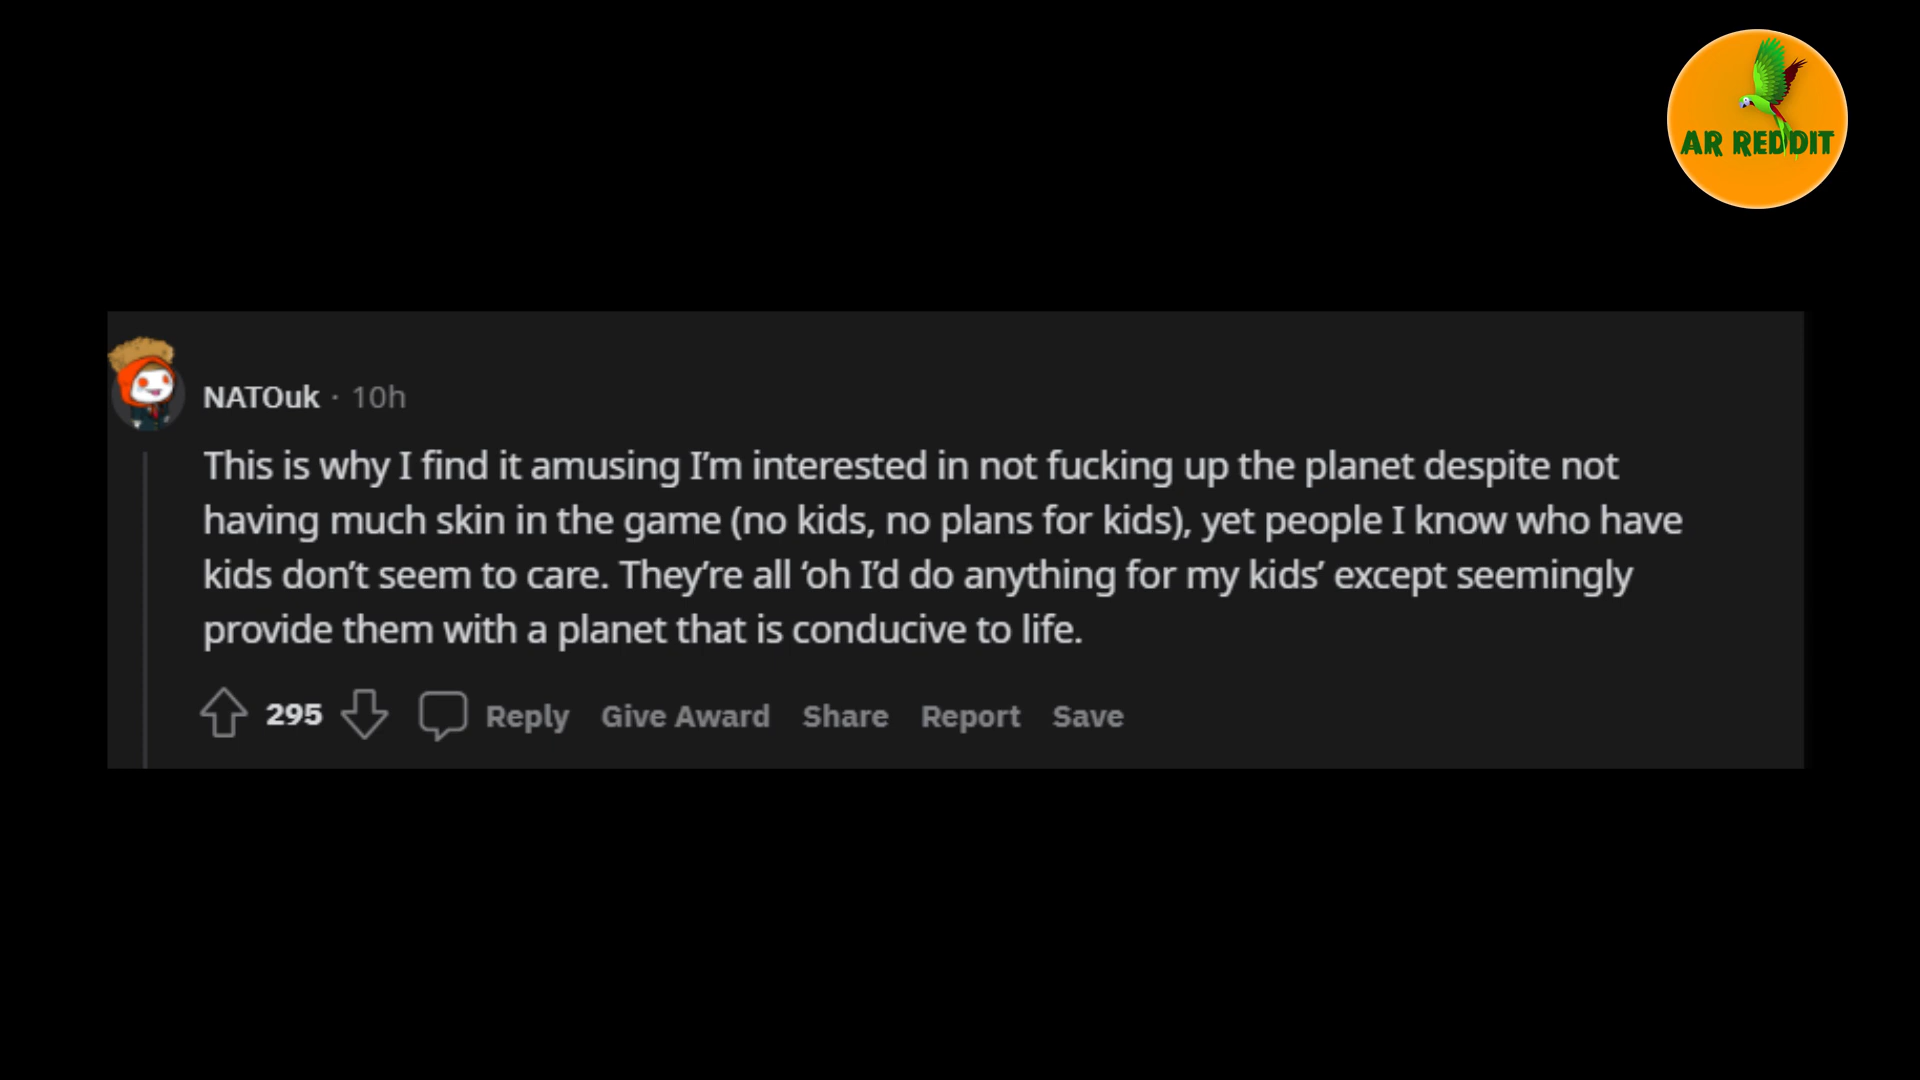 AR REDDIT
NATOuk · 10h
This is why I find it amusing I’m interested in not fucking up the planet despite not
having much skin in the game (no kids, no plans for kids), yet people I know who have
kids don’t seem to care. They’re all ‘oh I’d do anything for my kids’ except seemingly
provide them with a planet that is conducive to life.
295 Reply Give Award Share Report Save